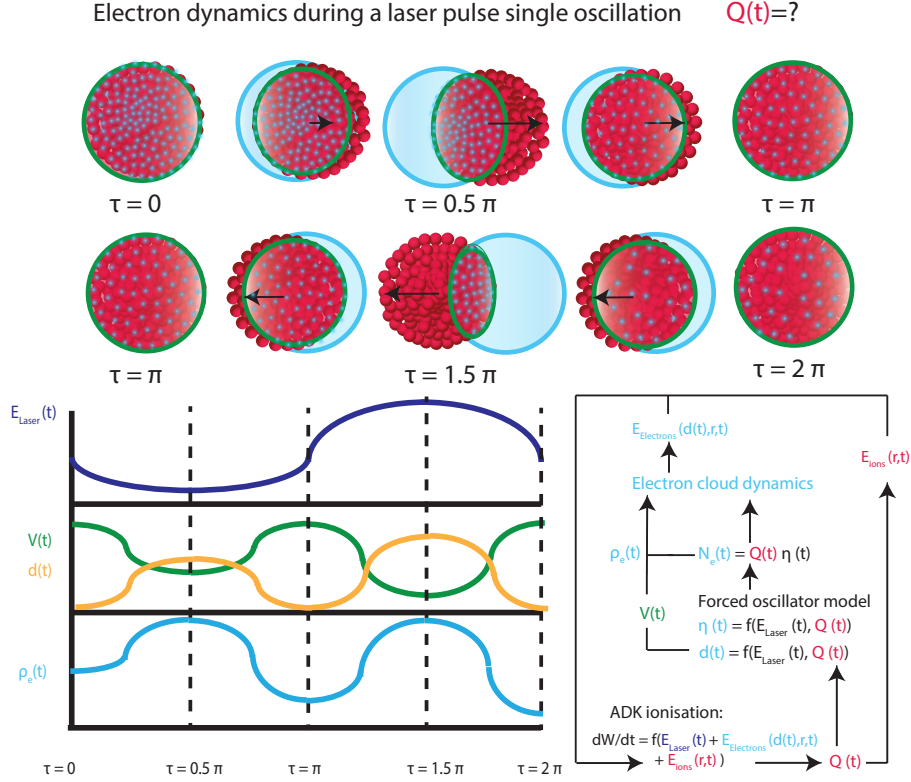 Electron dynamics during a laser pulse single oscillation Q(t)=?
τ = 0
τ = 0.5 π
τ = π
τ = π
τ = 1.5 π
τ = 2 π
E_Laser(t)
V(t)
d(t)
ρ_e(t)
τ = 0
τ = 0.5 π
τ = π
τ = 1.5 π
τ = 2 π
E_Electrons(d(t),r,t)
E_ions(r,t)
Electron cloud dynamics
ρ_e(t)
N_e(t) = Q(t) η (t)
Forced oscillator model
V(t)
η (t) = f(E_Laser (t), Q (t))
d(t) = f(E_Laser (t), Q (t))
ADK ionisation:
dW/dt = f(E_Laser (t) + E_Electrons (d(t),r,t)
+ E_ions(r,t) )
Q (t)